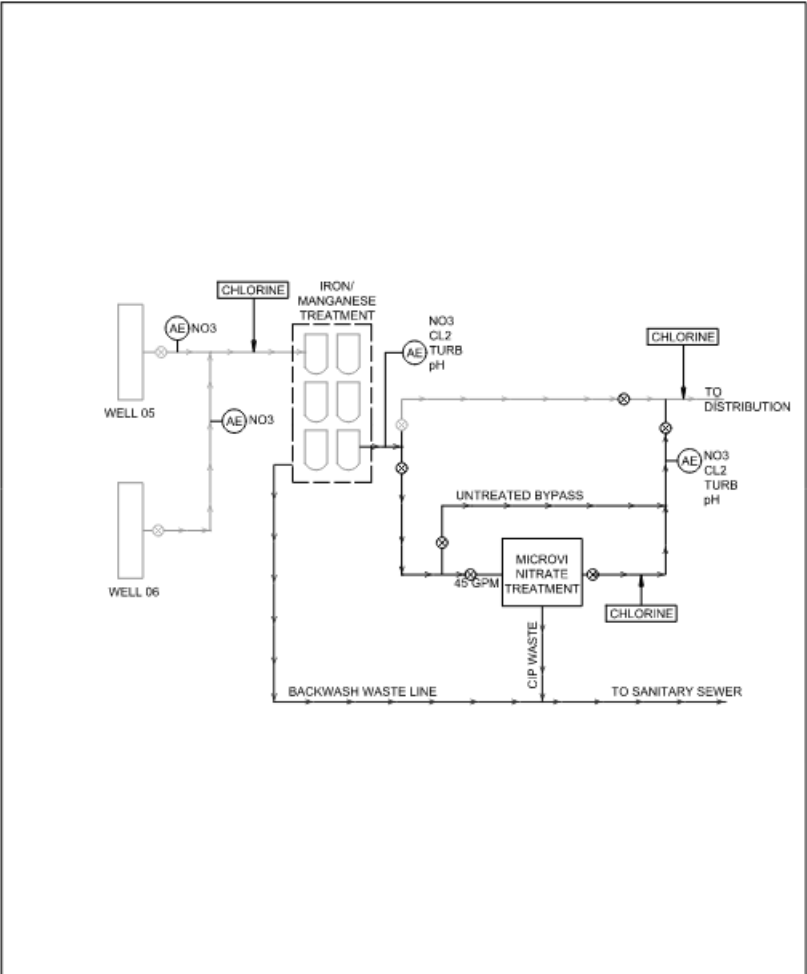 CHLORINE
IRON/
MANGANESE
TREATMENT
AE NO3
WELL 05
AE NO3
WELL 06
NO3
CL2
AE TURB
pH
CHLORINE
TO
DISTRIBUTION
AE NO3
CL2
TURB
pH
UNTREATED BYPASS
MICROVI
NITRATE
TREATMENT
45 GPM
CHLORINE
CIP WASTE
BACKWASH WASTE LINE
TO SANITARY SEWER